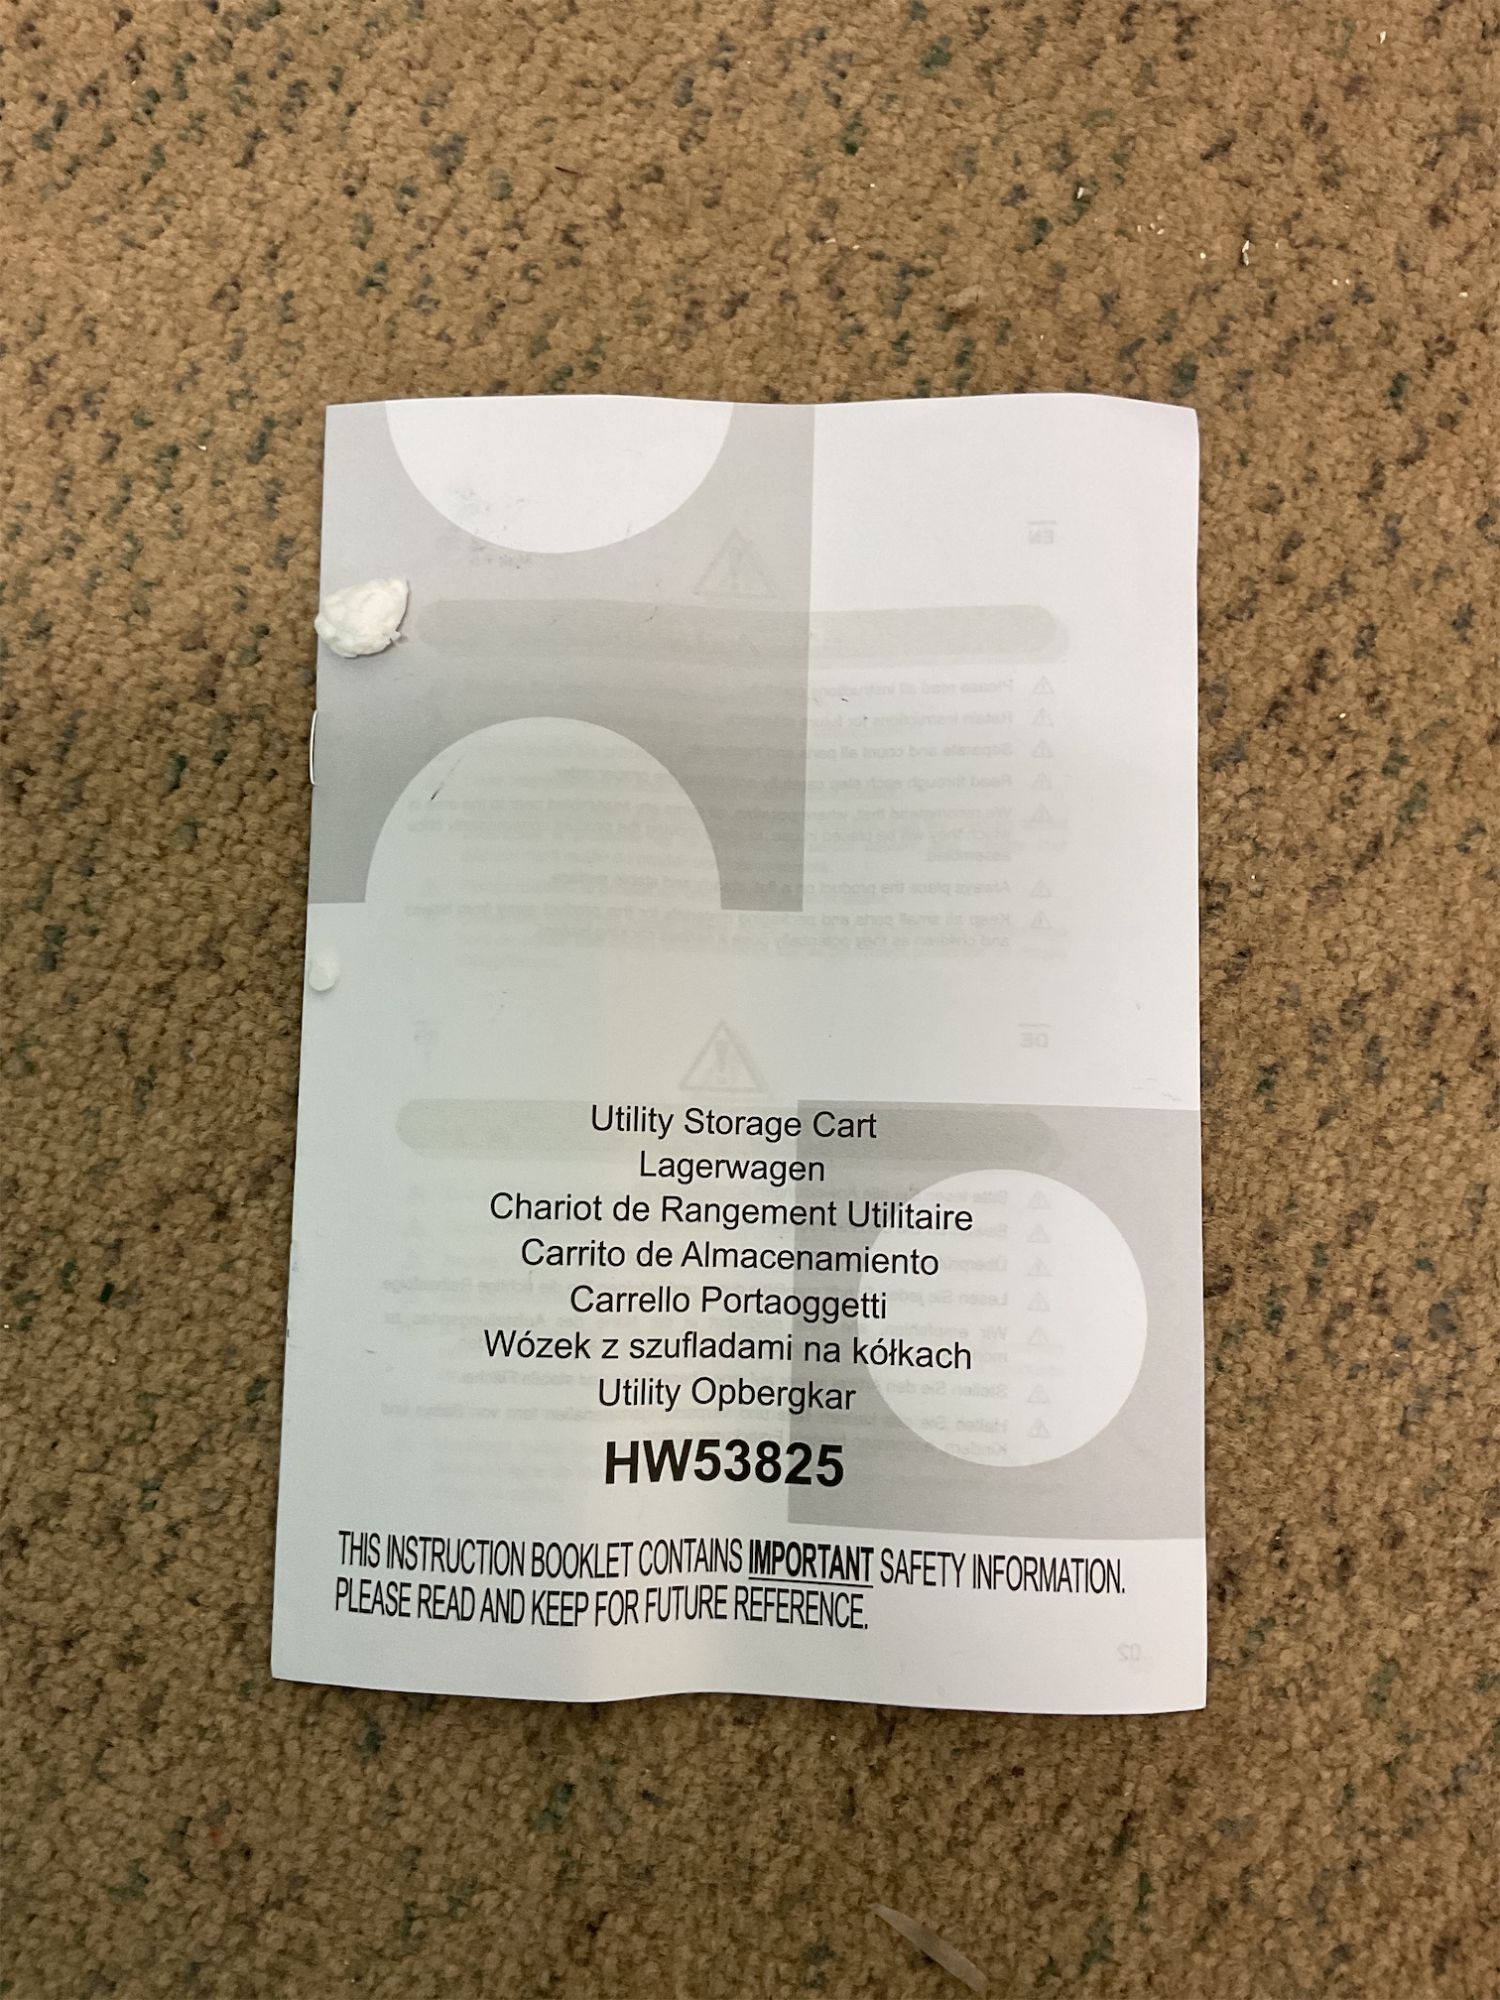 Utility Storage Cart
Lagerwagen
Chariot de Rangement Utilitaire
Carrito de Almacenamiento
Carrello Portaoggetti
Wózek z szufladami na kółkach
Utility Opbergkar
HW53825
THIS INSTRUCTION BOOKLET CONTAINS IMPORTANT SAFETY INFORMATION.
PLEASE READ AND KEEP FOR FUTURE REFERENCE.